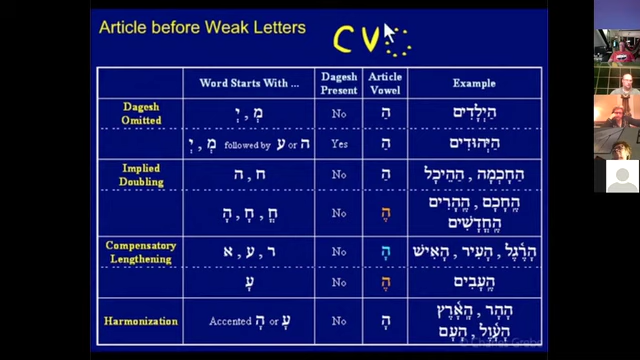 Article before Weak Letters
CV
Word Starts With ...
Dagesh Present
Article Vowel
Example
Dagesh Omitted
מְ , יְ
No
הַ
הַיְלָדִים
מְ , יְ followed by ע or ה
Yes
הַ
הַיְּהוּדִים
Implied Doubling
ח , ה
No
הַ
הַחָכְמָה , הַהֵיכָל
חֳ , חָ , הָ
No
הֶ
הֶחָכָם , הֶהָרִים
הֶחֳדָשִׁים
Compensatory Lengthening
ר , ע , א
No
הָ
הָרֶגֶל , הָעִיר , הָאִישׁ
עָ
No
הֶ
הֶעָבִים
Harmonization
Accented הָ or עָ
No
הָ
הָהָר , הָאָרֶץ
הָעָוֶל , הָעָם